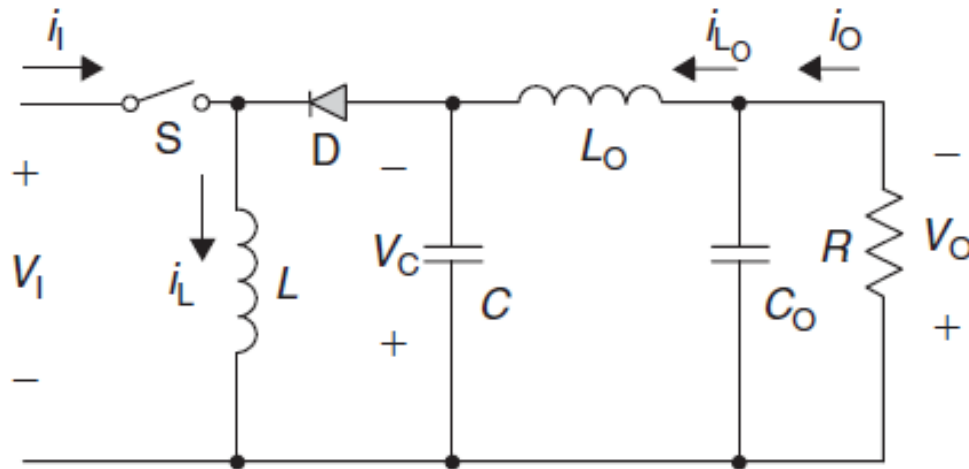 i_I
i_LO
i_O
S
D
L_O
+
−
−
V_I
i_L
L
V_C
C
C_O
R
V_O
−
+
+